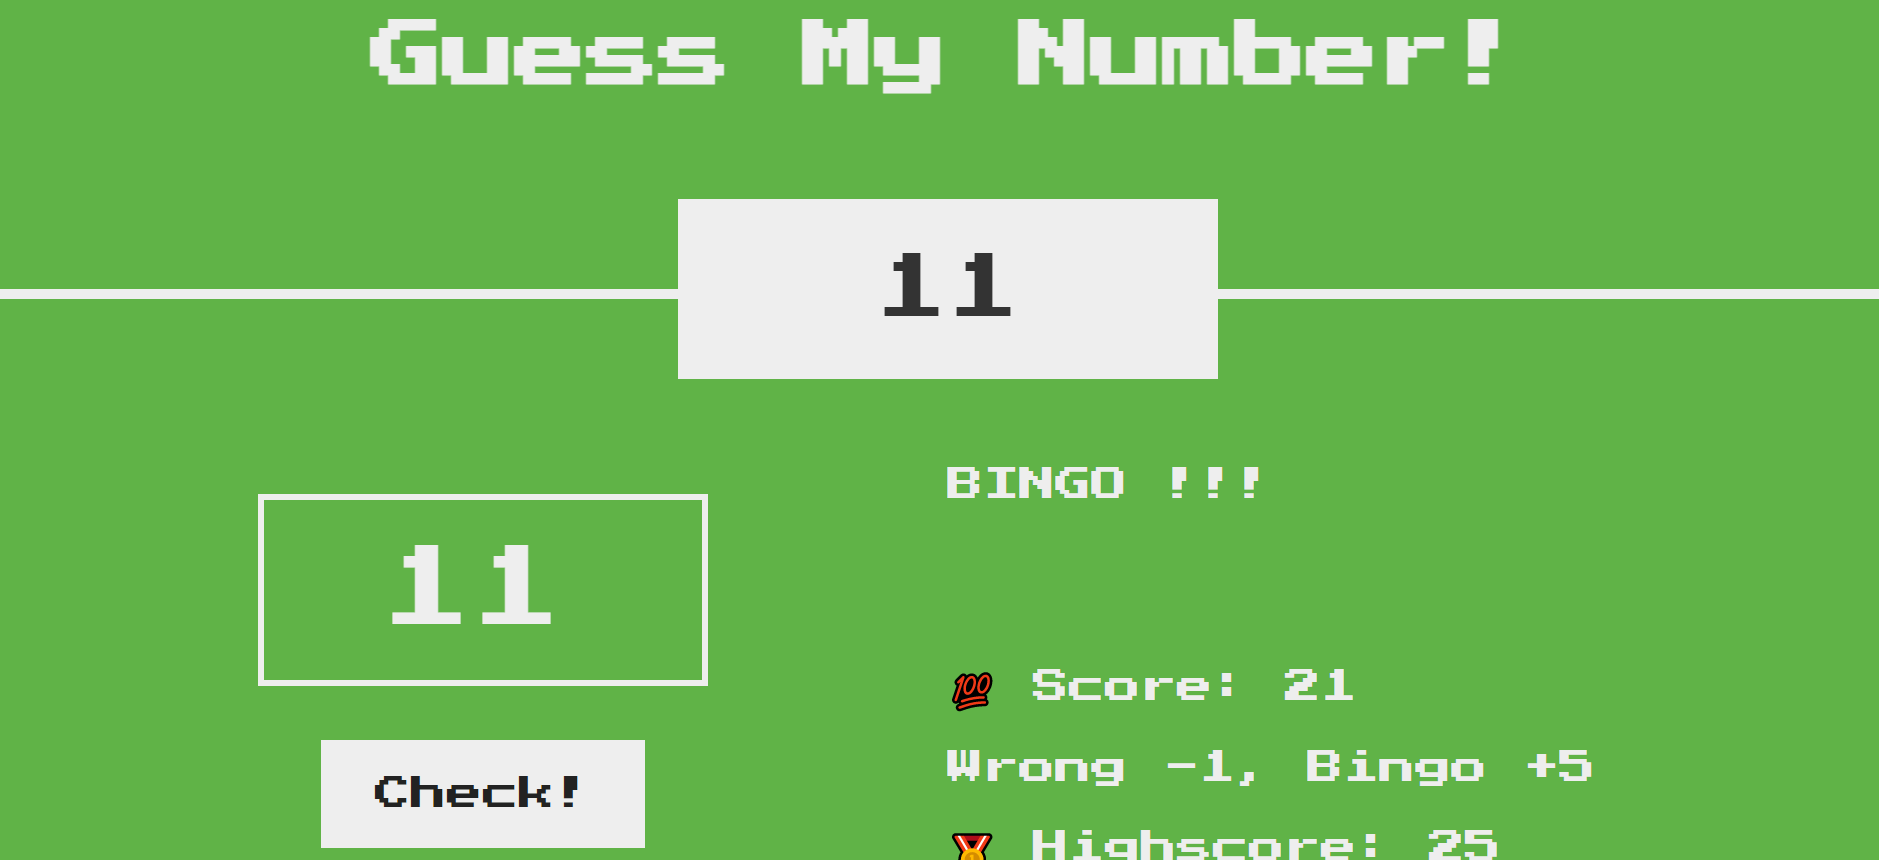 Guess My Number!
11
11
Check!
BINGO !!!
💯 Score: 21
Wrong -1, Bingo +5
🥇 Highscore: 25